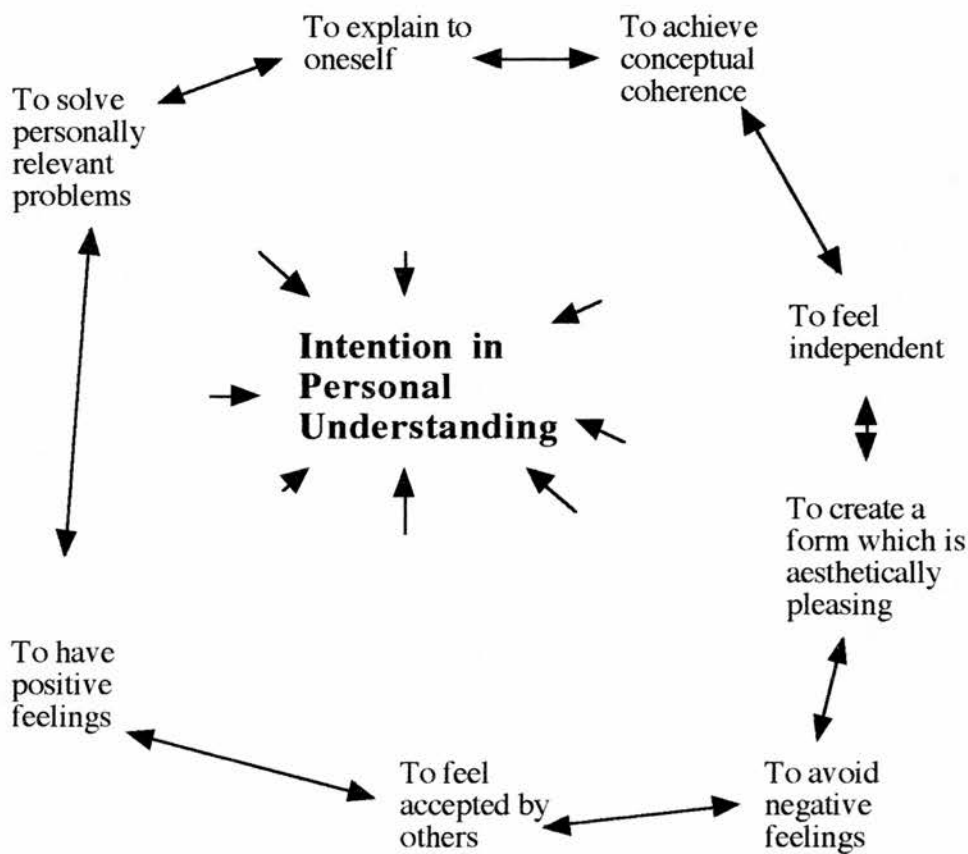 To explain to
oneself
To achieve
conceptual
coherence
To solve
personally
relevant
problems
To feel
independent
Intention in
Personal
Understanding
To create a
form which is
aesthetically
pleasing
To have
positive
feelings
To feel
accepted by
others
To avoid
negative
feelings